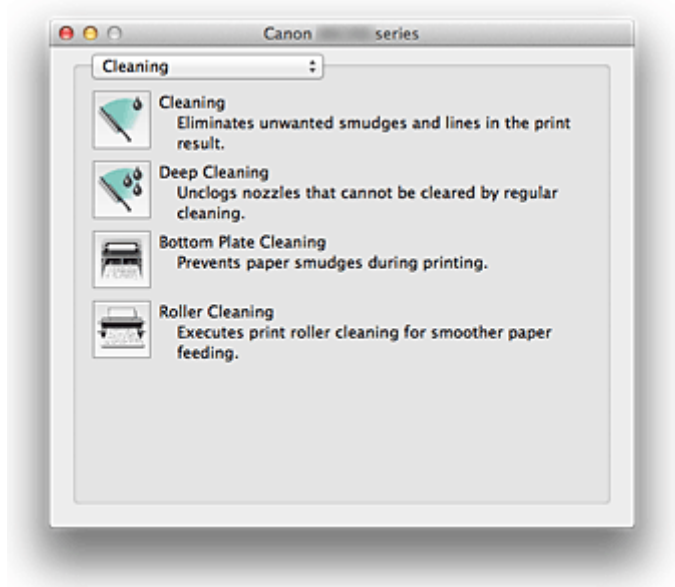 Canon series
Cleaning
Cleaning
Eliminates unwanted smudges and lines in the print
result.
Deep Cleaning
Unclogs nozzles that cannot be cleared by regular
cleaning.
Bottom Plate Cleaning
Prevents paper smudges during printing.
Roller Cleaning
Executes print roller cleaning for smoother paper
feeding.